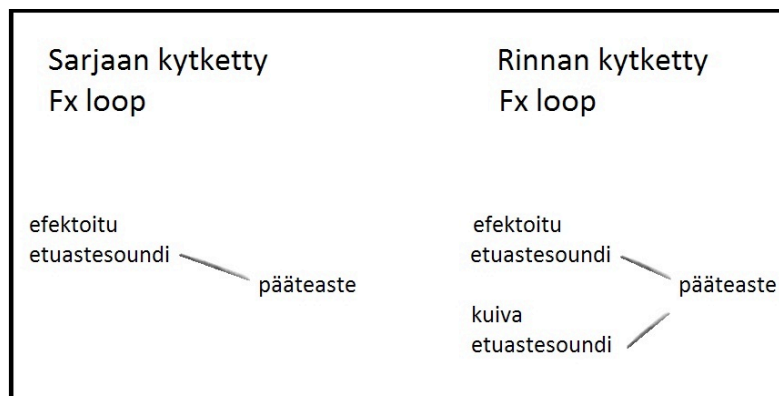 Sarjaan kytketty
Fx loop
efektoitu
etuastesoundi
pääteaste
Rinnan kytketty
Fx loop
efektoitu
etuastesoundi
pääteaste
kuiva
etuastesoundi